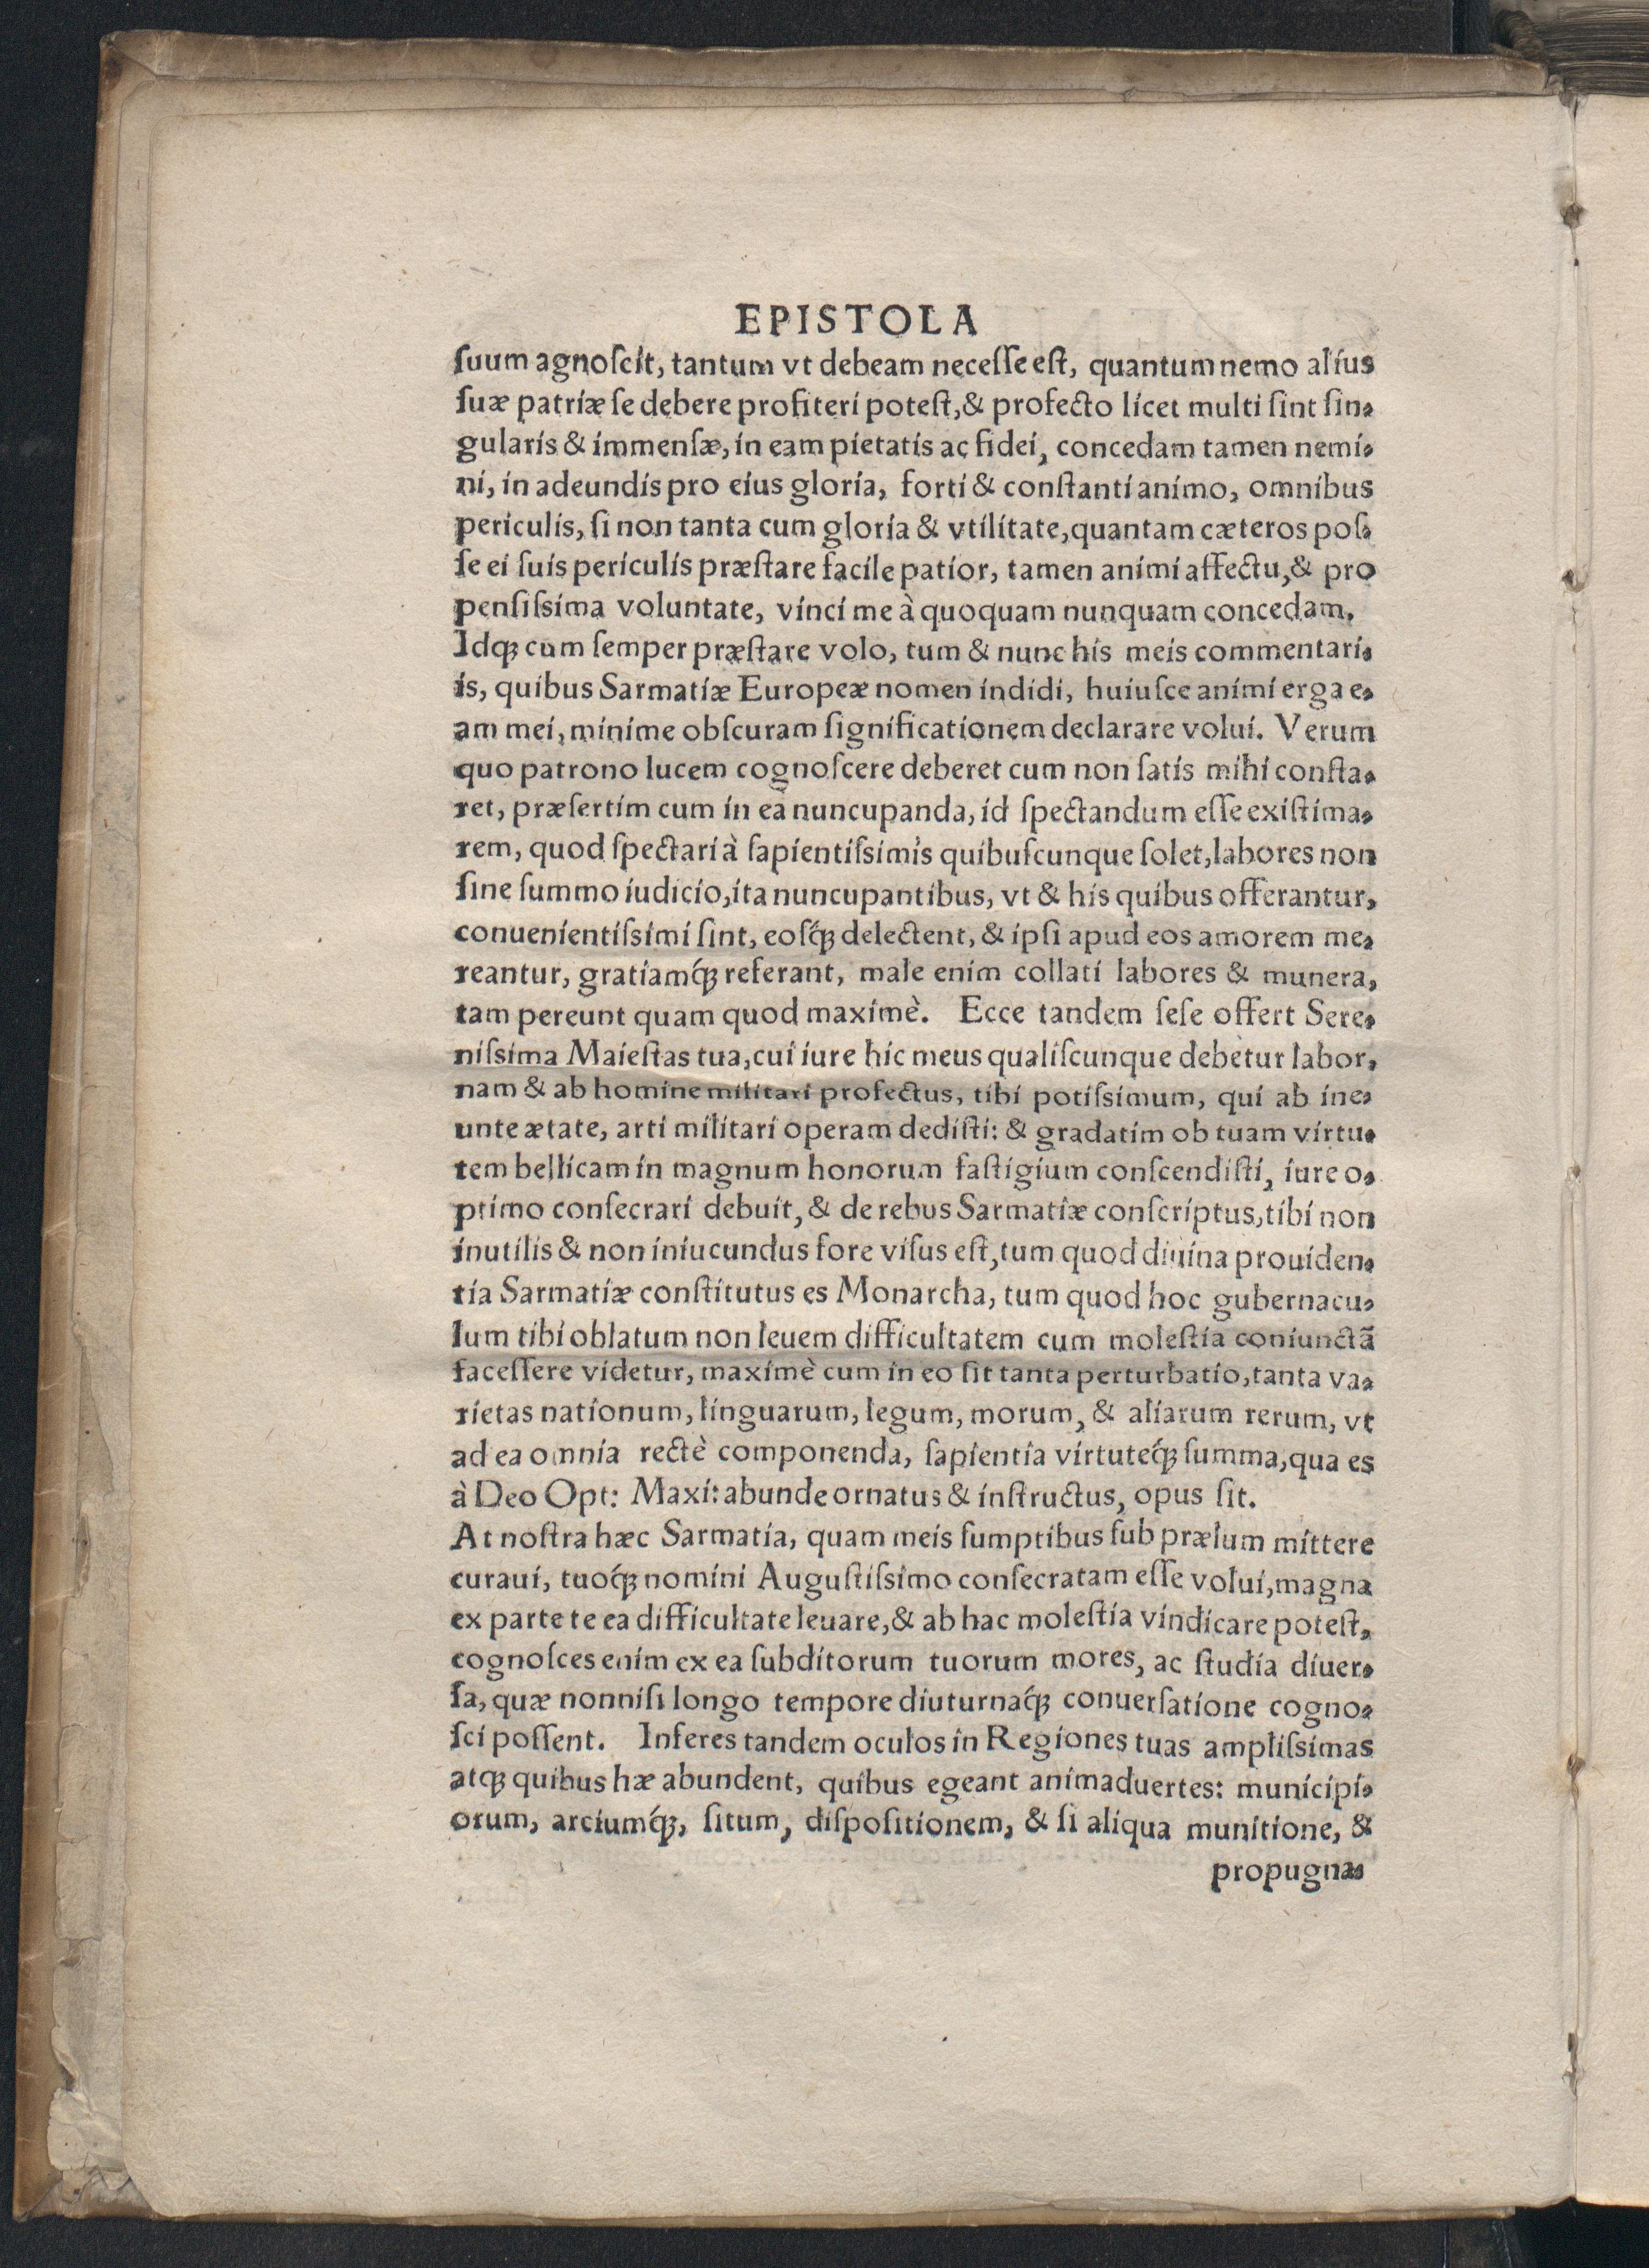 EPISTOLA
ſuum agnoſcit, tantum vt debeam neceſſe eſt, quantum nemo alius
ſuæ patriæ ſe debere profiteri poteſt,& profecto licet multi ſint ſin-
gularis & immenſæ, in eam pietatis ac fidei, concedam tamen nemi-
ni, in adeundis pro eius gloria, forti & conſtanti animo, omnibus
periculis, ſi non tanta cum gloria & vtilitate,quantam cæteros poſ-
ſe ei ſuis periculis præſtare facile patior, tamen animi affectu,& pro
penſiſsima voluntate, vinci me à quoquam nunquam concedam.
Idq; cum ſemper præſtare volo, tum & nunc his meis commentari-
is, quibus Sarmatiæ Europeæ nomen indidi, huiuſce animi erga e-
am mei, minime obſcuram ſignificationem declarare volui. Verum
quo patrono lucem cognoſcere deberet cum non ſatis mihi conſta-
ret, præſertim cum in eà nuncupanda, id ſpectandum eſſe exiſtima-
rem, quod ſpectari à ſapientiſsimis quibuſcunque ſolet,labores non
ſine ſummo iudicio,ita nuncupantibus, vt & his quibus offerantur,
conuenientiſsimi ſint, eoſq́; delectent, & ipſi apud eos amorem me-
reantur, gratiamq́; referant, male enim collati labores & munera,
tam pereunt quam quod maximè. Ecce tandem ſeſe offert Sere-
niſsima Maieſtas tua,cui iure hic meus qualiſcunque debetur labor,
nam & ab homine militari profectus, tibi potiſsimum, qui ab ine-
unte ætate, arti militari operam dediſti: & gradatim ob tuam virtu-
tem bellicam in magnum honorum faſtigium conſcendiſti, iure o-
ptimo conſecrari debuit, & de rebus Sarmatiæ conſcriptus,tibi non
inutilis & non iniucundus fore viſus eſt,tum quod diuina prouiden-
tia Sarmatiæ conſtitutus es Monarcha, tum quod hoc gubernacu-
lum tibi oblatum non leuem difficultatem cum moleſtia coniunctã
faceſſere videtur, maximè cum in eo ſit tanta perturbatio,tanta va-
rietas nationum, linguarum, legum, morum, & aliarum rerum, vt
ad ea omnia rectè componenda, ſapientia virtuteq́; ſumma,qua es
à Deo Opt: Maxi: abunde ornatus & inſtructus, opus ſit.
At noſtra hæc Sarmatia, quam meis ſumptibus ſub prælum mittere
curaui, tuoq́; nomini Auguſtiſsimo conſecratam eſſe volui,magna
ex parte te ea difficultate leuare,& ab hac moleſtia vindicare poteſt,
cognoſces enim ex ea ſubditorum tuorum mores, ac ſtudia diuer-
ſa, quæ nonniſi longo tempore diuturnaq́; conuerſatione cogno-
ſci poſſent. Inferes tandem oculos in Regiones tuas ampliſsimas
atq; quibus hæ abundent, quibus egeant animaduertes: municipi-
orum, arciumq́;, ſitum, diſpoſitionem, & ſi aliqua munitione, &
propugna-